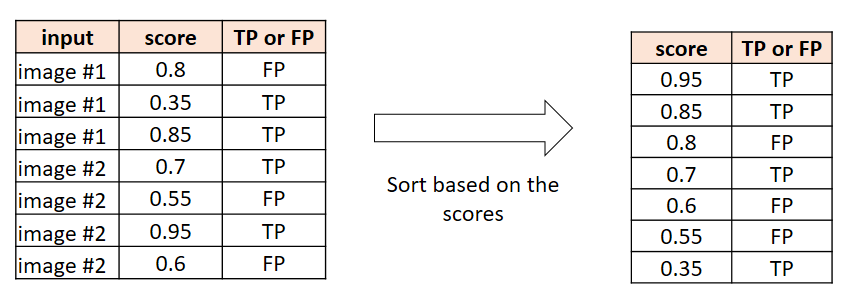 input score TP or FP
image #1 0.8 FP
image #1 0.35 TP
image #1 0.85 TP
image #2 0.7 TP
image #2 0.55 FP
image #2 0.95 TP
image #2 0.6 FP
Sort based on the
scores
score TP or FP
0.95 TP
0.85 TP
0.8 FP
0.7 TP
0.6 FP
0.55 FP
0.35 TP